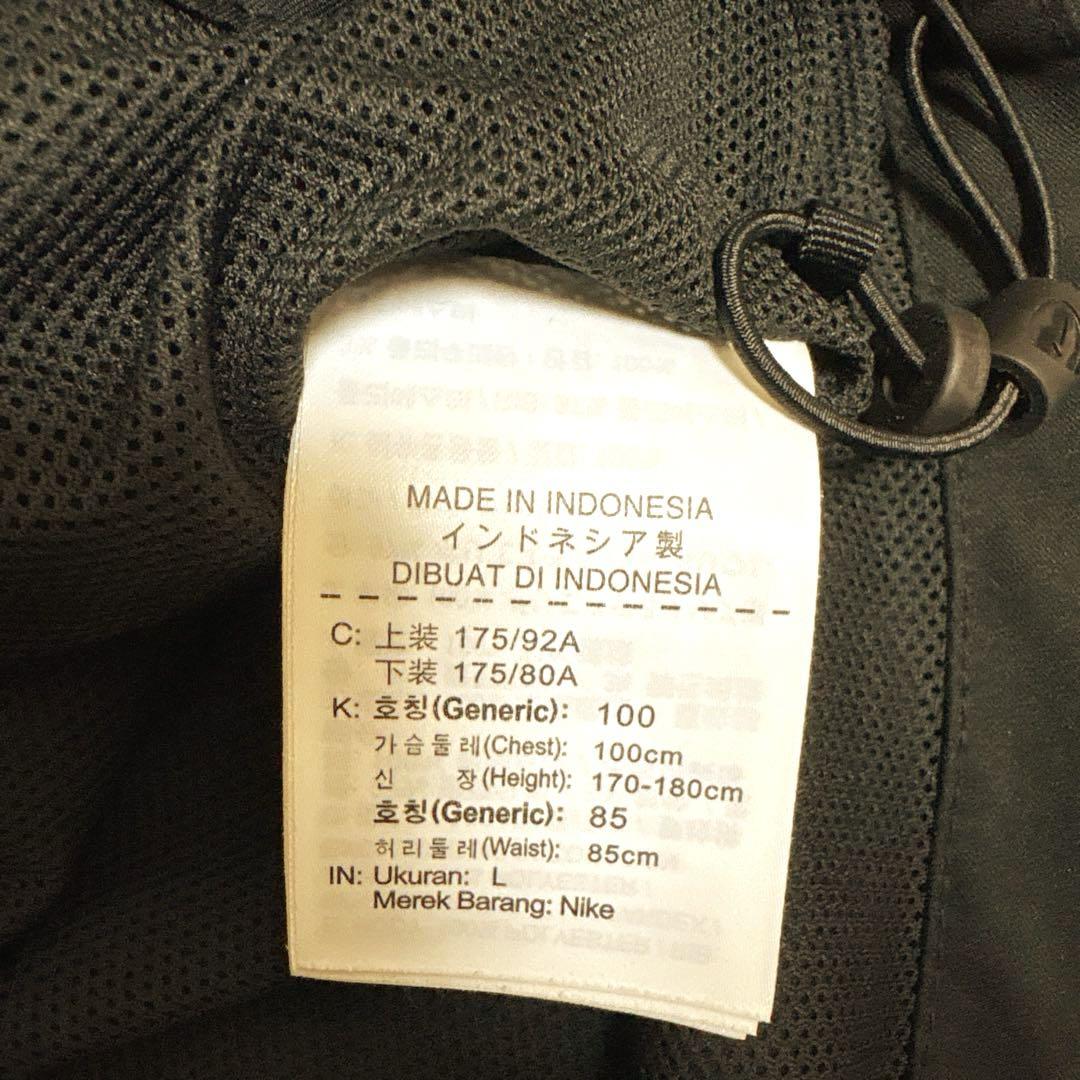 MADE IN INDONESIA
インドネシア製
DIBUAT DI INDONESIA
C: 上装 175/92A
下装 175/80A
K: 호칭(Generic): 100
가슴둘레(Chest): 100cm
신 장(Height): 170-180cm
호칭(Generic): 85
허리둘레(Waist): 85cm
IN: Ukuran: L
Merek Barang: Nike